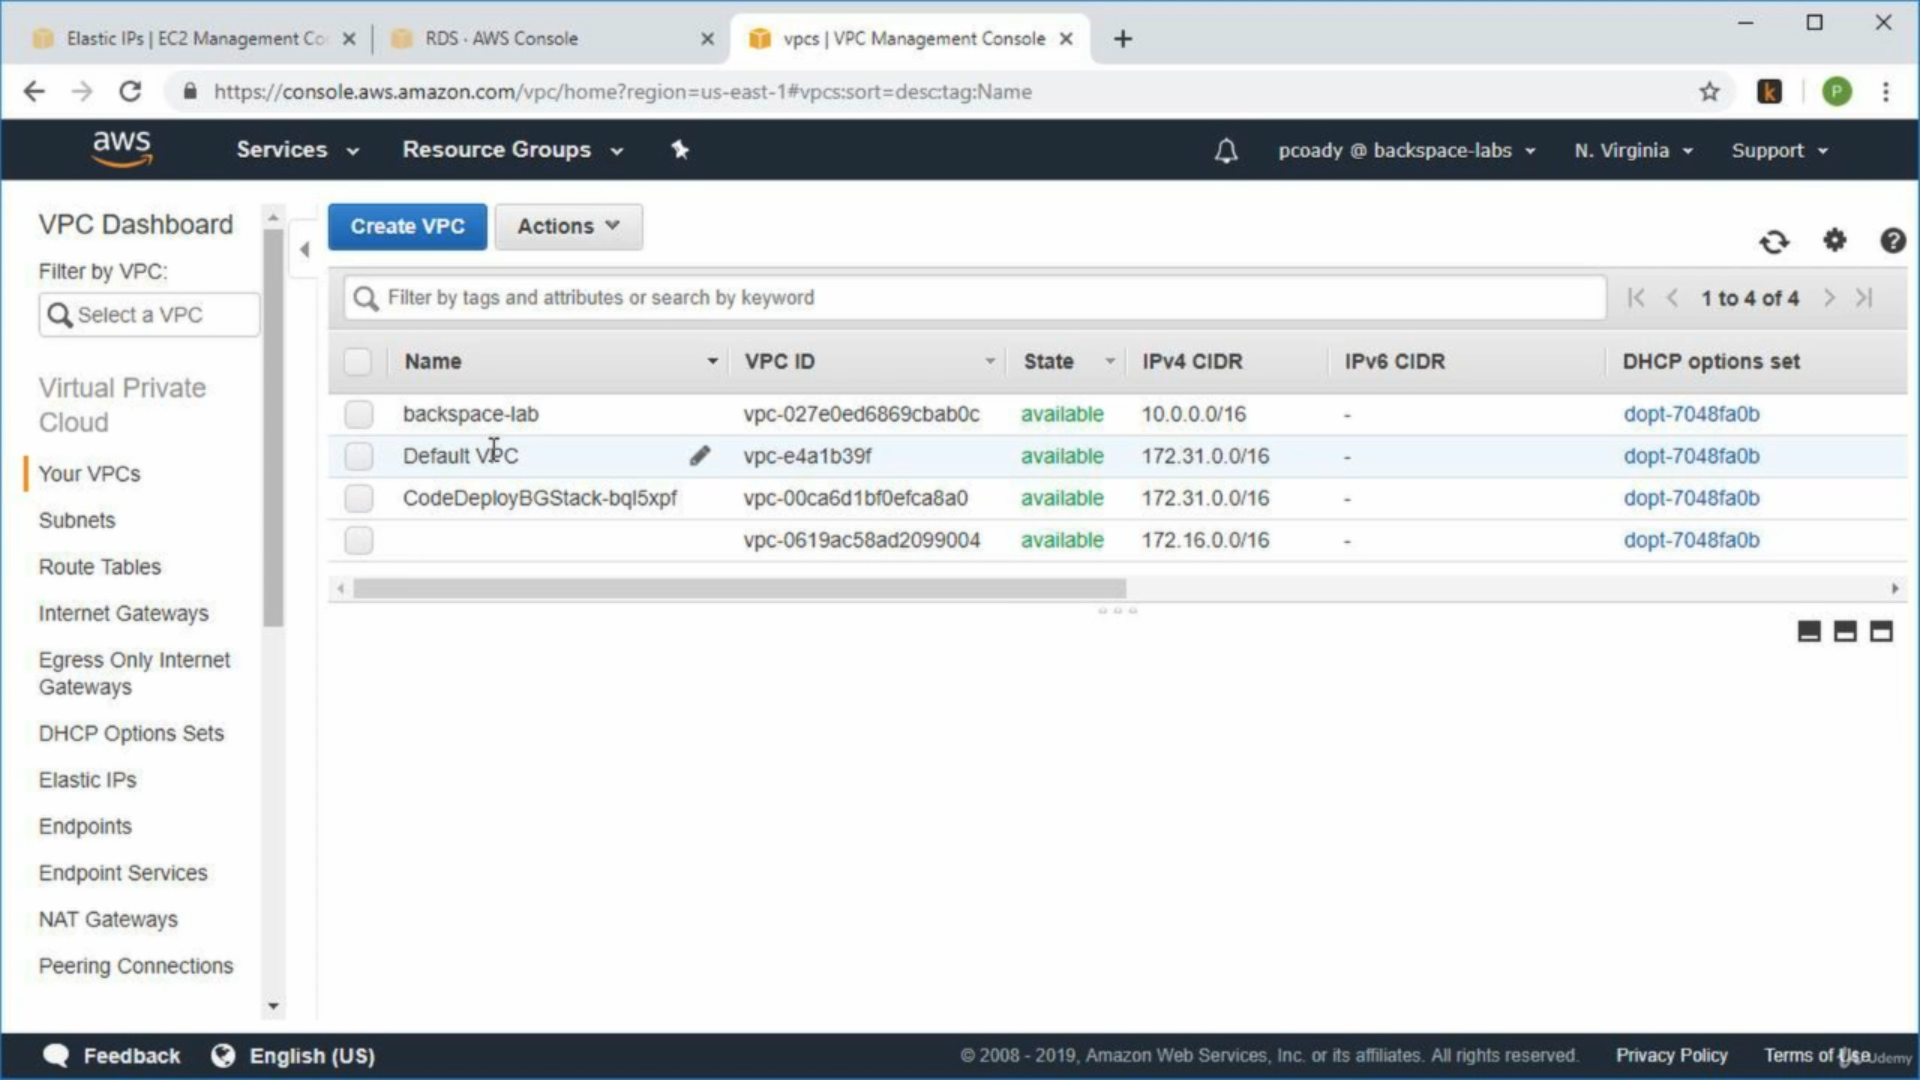 Elastic IPs | EC2 Management Co
RDS · AWS Console
vpcs | VPC Management Console
https://console.aws.amazon.com/vpc/home?region=us-east-1#vpcs:sort=desc:tag:Name
k
P
aws
Services
Resource Groups
pcoady @ backspace-labs
N. Virginia
Support
VPC Dashboard
Filter by VPC:
Select a VPC
Virtual Private
Cloud
Your VPCs
Subnets
Route Tables
Internet Gateways
Egress Only Internet
Gateways
DHCP Options Sets
Elastic IPs
Endpoints
Endpoint Services
NAT Gateways
Peering Connections
Create VPC
Actions
Filter by tags and attributes or search by keyword
1 to 4 of 4
Name VPC ID State IPv4 CIDR IPv6 CIDR DHCP options set
backspace-lab vpc-027e0ed6869cbab0c available 10.0.0.0/16 - dopt-7048fa0b
Default VPC vpc-e4a1b39f available 172.31.0.0/16 - dopt-7048fa0b
CodeDeployBGStack-bql5xpf vpc-00ca6d1bf0efca8a0 available 172.31.0.0/16 - dopt-7048fa0b
vpc-0619ac58ad2099004 available 172.16.0.0/16 - dopt-7048fa0b
Feedback
English (US)
© 2008 - 2019, Amazon Web Services, Inc. or its affiliates. All rights reserved.
Privacy Policy
Terms of Use
Udemy